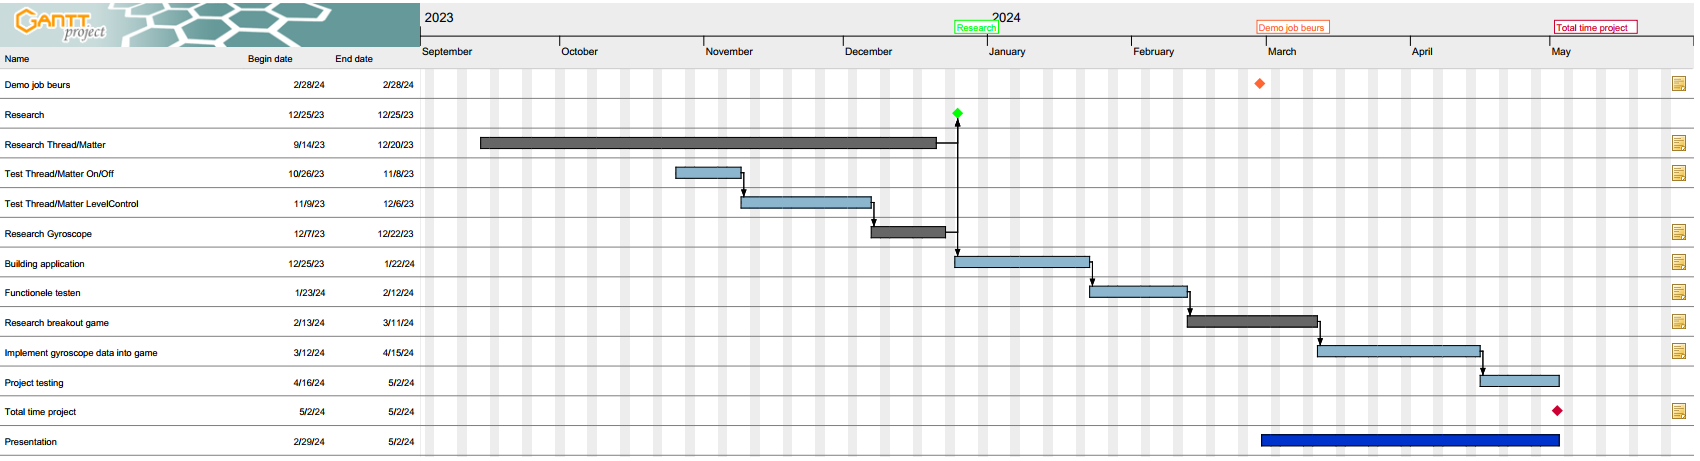 GANTT
project
2023
2024
Research
Demo job beurs
Total time project
September
October
November
December
January
February
March
April
May
Name Begin date End date
Demo job beurs 2/28/24 2/28/24
Research 12/25/23 12/25/23
Research Thread/Matter 9/14/23 12/20/23
Test Thread/Matter On/Off 10/26/23 11/8/23
Test Thread/Matter LevelControl 11/9/23 12/6/23
Research Gyroscope 12/7/23 12/22/23
Building application 12/25/23 1/22/24
Functionele testen 1/23/24 2/12/24
Research breakout game 2/13/24 3/11/24
Implement gyroscope data into game 3/12/24 4/15/24
Project testing 4/16/24 5/2/24
Total time project 5/2/24 5/2/24
Presentation 2/29/24 5/2/24